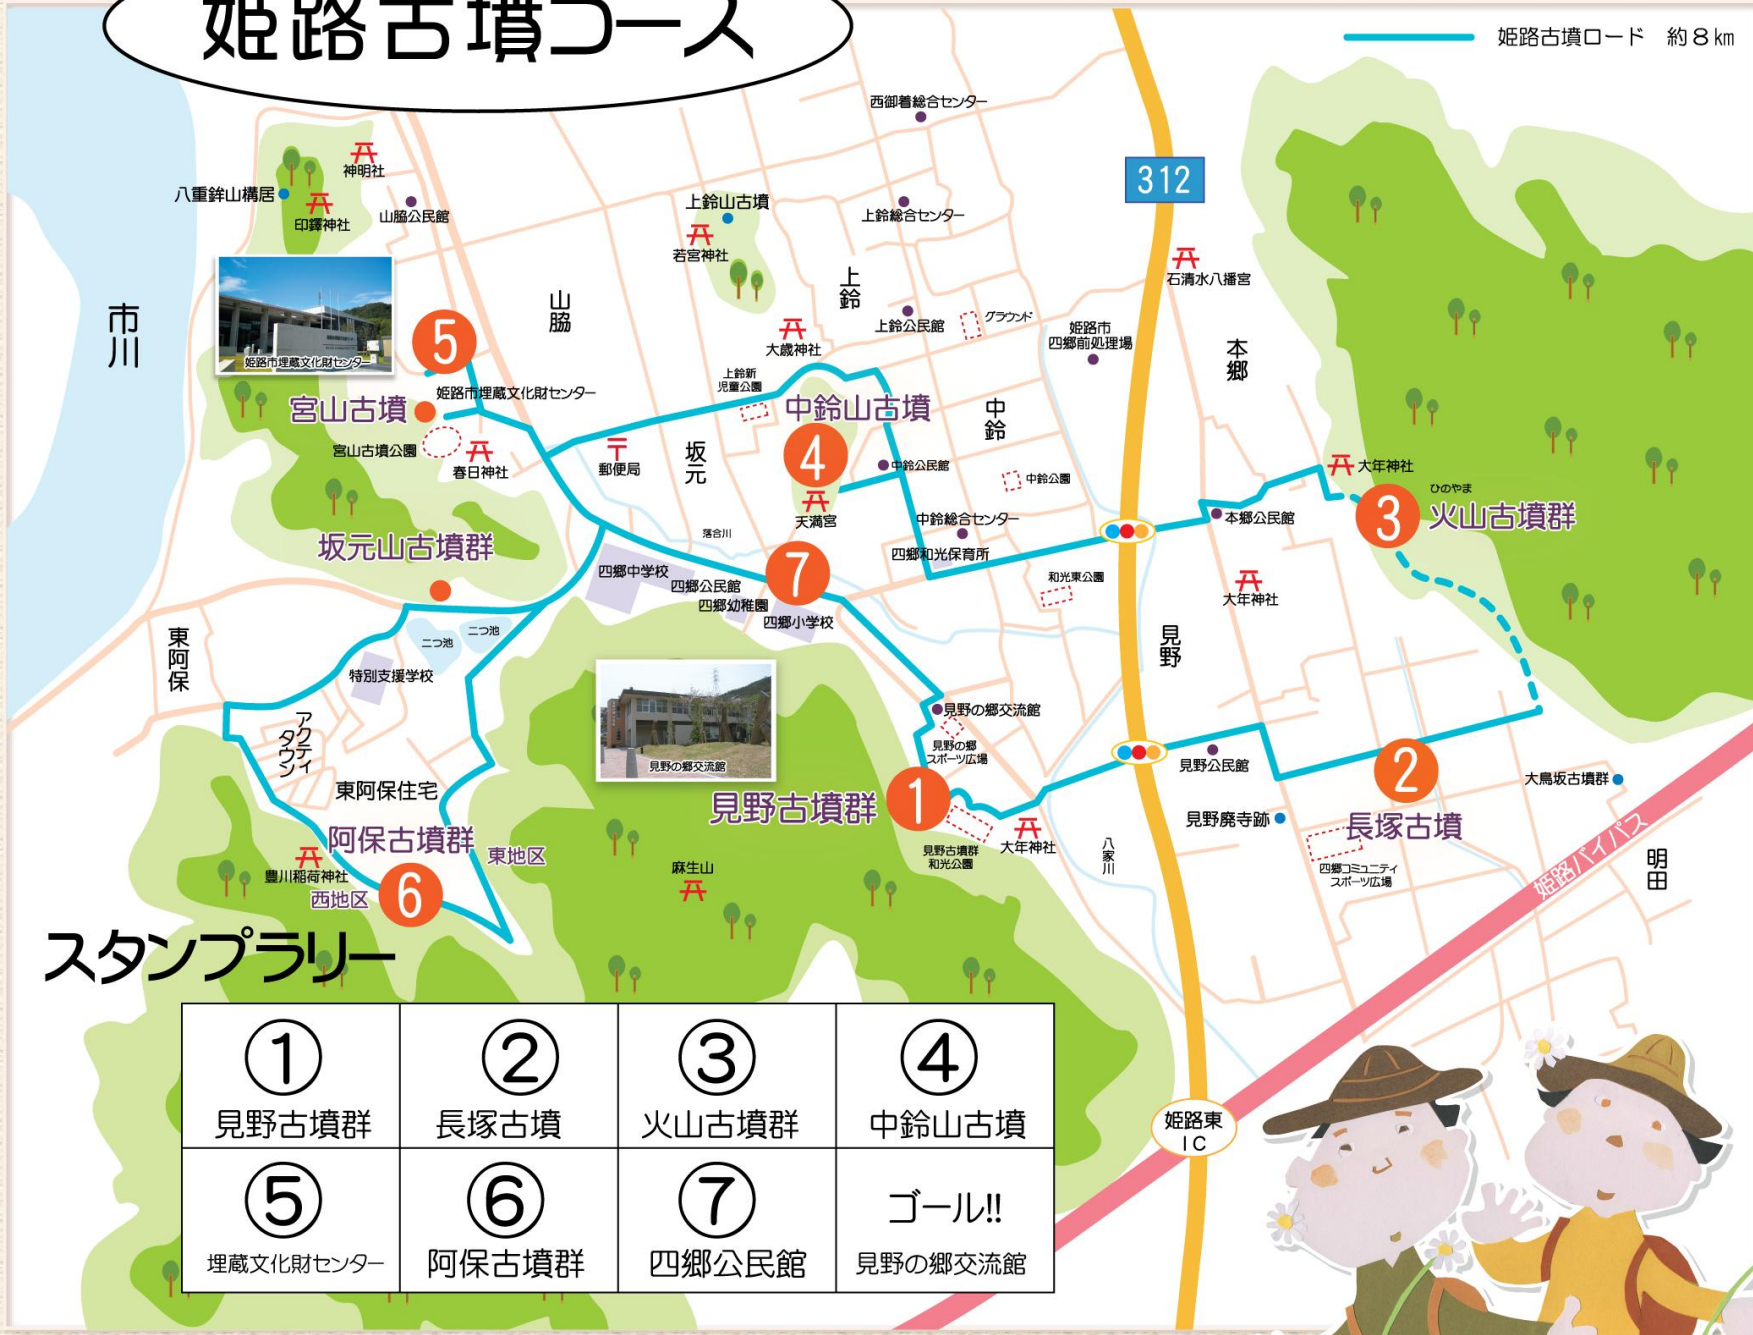 姫路古墳コース
姫路古墳ロード 約8km
西御着総合センター
神明社
八重鉾山構居
印鐸神社
山脇公民館
上鈴山古墳
若宮神社
上鈴総合センター
312
石清水八幡宮
市川
山脇
上鈴
上鈴公民館
グラウンド
姫路市
四郷前処理場
本郷
大歳神社
姫路市埋蔵文化財センター
5
姫路市埋蔵文化財センター
宮山古墳
宮山古墳公園
春日神社
上鈴新
児童公園
中鈴山古墳
4
中鈴
坂元
郵便局
中鈴公民館
中鈴公園
天満宮
中鈴総合センター
四郷和光保育所
大年神社
ひのやま
3
火山古墳群
本郷公民館
坂元山古墳群
落合川
四郷中学校
四郷公民館
7
四郷幼稚園
四郷小学校
和光東公園
大年神社
見野
東阿保
二つ池
二つ池
特別支援学校
アクティ
タウン
東阿保住宅
見野の郷交流館
見野の郷交流館
見野の郷
スポーツ広場
見野古墳群
1
見野公民館
2
長塚古墳
大鳥坂古墳群
見野廃寺跡
見野古墳群
和光公園
大年神社
八家川
四郷コミュニティ
スポーツ広場
姫路バイパス
明田
阿保古墳群
東地区
豊川稲荷神社
西地区
6
麻生山
姫路東
IC
スタンプラリー
① ② ③ ④
見野古墳群 長塚古墳 火山古墳群 中鈴山古墳
⑤ ⑥ ⑦ ゴール!!
埋蔵文化財センター 阿保古墳群 四郷公民館 見野の郷交流館